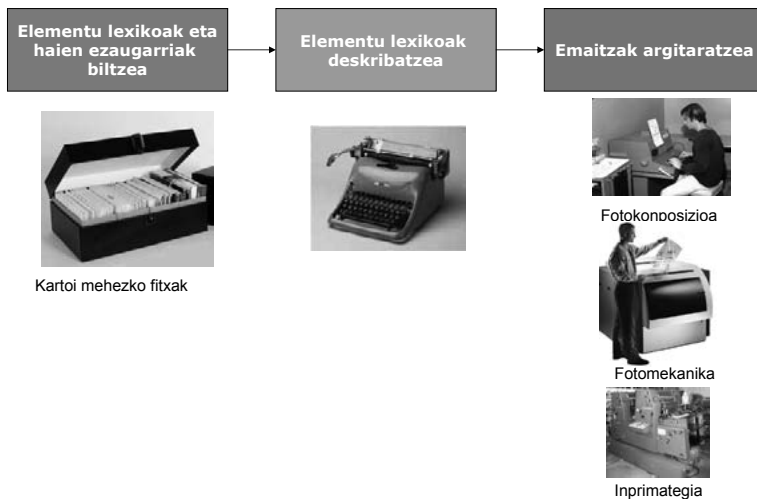 Elementu lexikoak eta
haien ezaugarriak
biltzea
Elementu lexikoak
deskribatzea
Emaitzak argitaratzea
Kartoi mehezko fitxak
Fotokonposizioa
Fotomekanika
Inprimategia